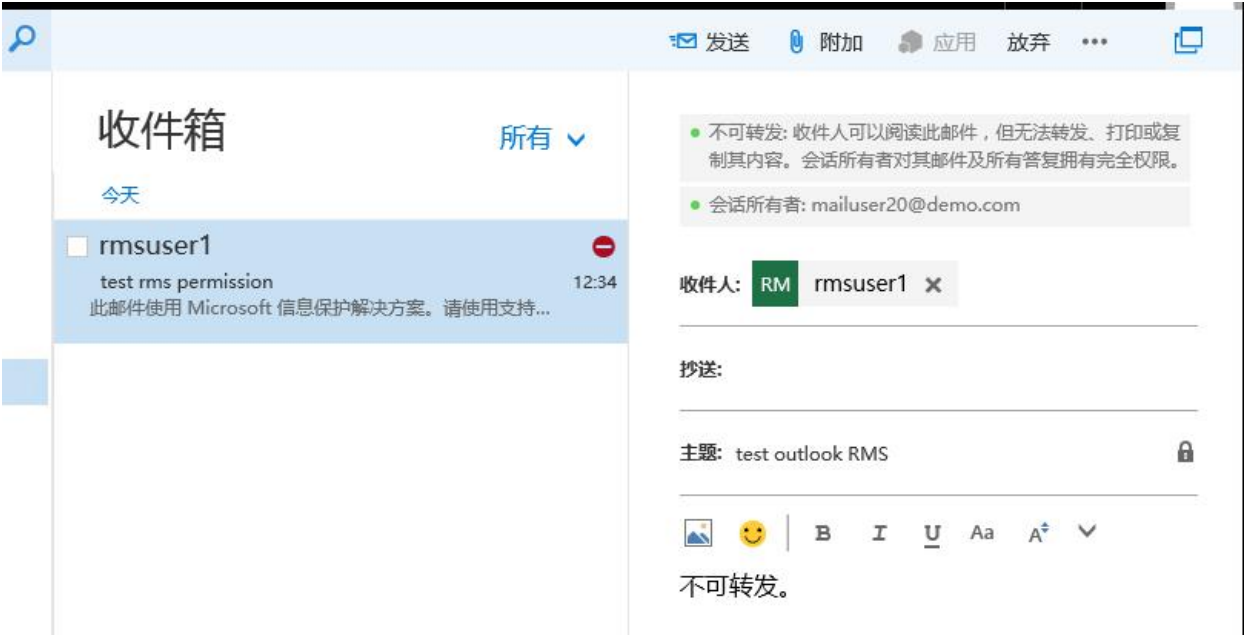 发送 附加 应用 放弃 •••
收件箱
所有
今天
rmsuser1
test rms permission 12:34
此邮件使用 Microsoft 信息保护解决方案。请使用支持...
• 不可转发: 收件人可以阅读此邮件，但无法转发、打印或复
制其内容。会话所有者对其邮件及所有答复拥有完全权限。
• 会话所有者: mailuser20@demo.com
收件人: RM rmsuser1 ×
抄送:
主题: test outlook RMS
B I U Aa A
不可转发。